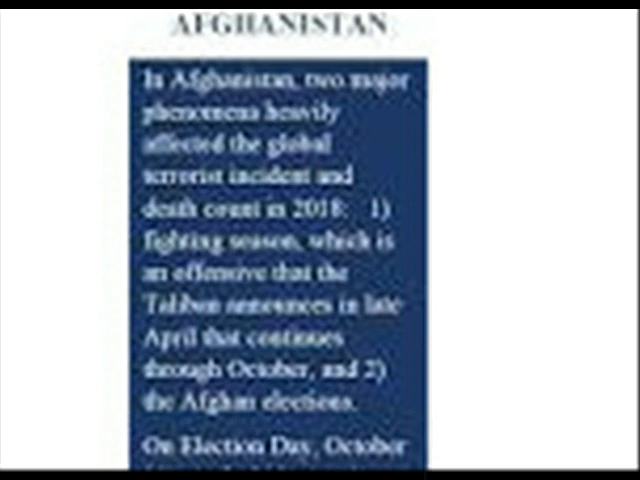 AFGHANISTAN
In Afghanistan, two major
phenomena heavily
affected the global
terrorist incident and
death count in 2018: 1)
fighting season, which is
an offensive that the
Taliban announces in late
April that continues
through October, and 2)
the Afghan elections.
On Election Day, October